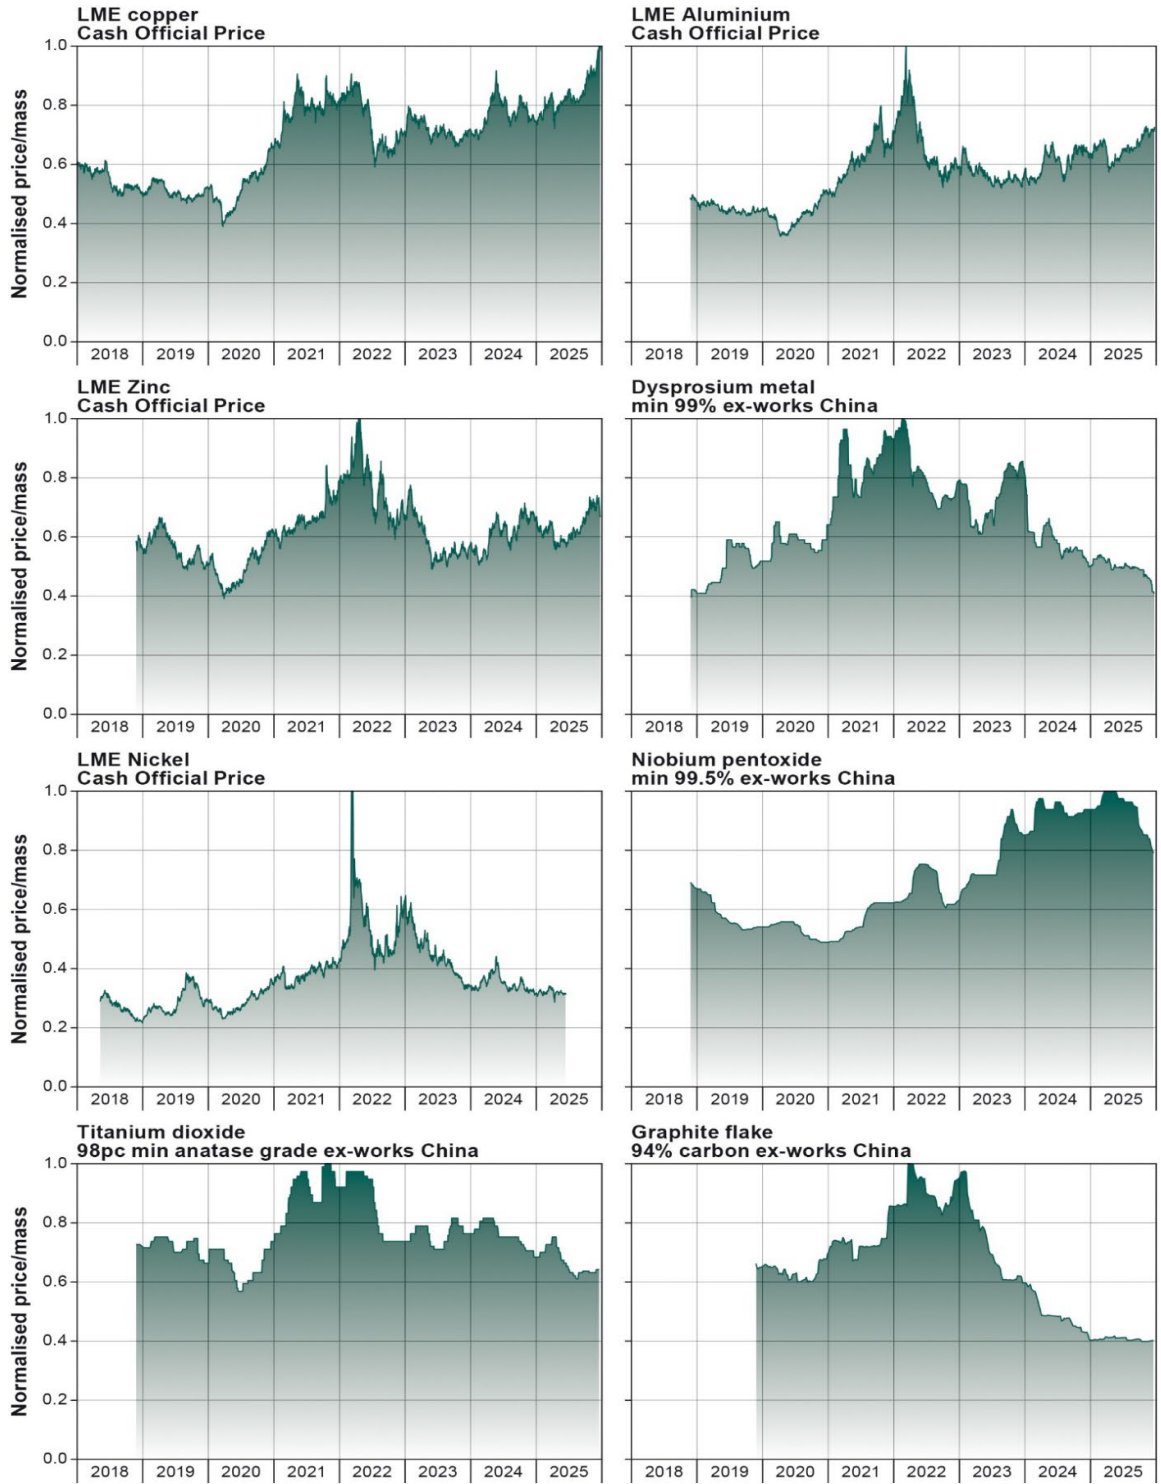 LME copper
Cash Official Price
Normalised price/mass
1.0
0.8
0.6
0.4
0.2
0.0
2018 2019 2020 2021 2022 2023 2024 2025
LME Aluminium
Cash Official Price
2018 2019 2020 2021 2022 2023 2024 2025
LME Zinc
Cash Official Price
Normalised price/mass
1.0
0.8
0.6
0.4
0.2
0.0
2018 2019 2020 2021 2022 2023 2024 2025
Dysprosium metal
min 99% ex-works China
2018 2019 2020 2021 2022 2023 2024 2025
LME Nickel
Cash Official Price
Normalised price/mass
1.0
0.8
0.6
0.4
0.2
0.0
2018 2019 2020 2021 2022 2023 2024 2025
Niobium pentoxide
min 99.5% ex-works China
2018 2019 2020 2021 2022 2023 2024 2025
Titanium dioxide
98pc min anatase grade ex-works China
Normalised price/mass
1.0
0.8
0.6
0.4
0.2
0.0
2018 2019 2020 2021 2022 2023 2024 2025
Graphite flake
94% carbon ex-works China
2018 2019 2020 2021 2022 2023 2024 2025